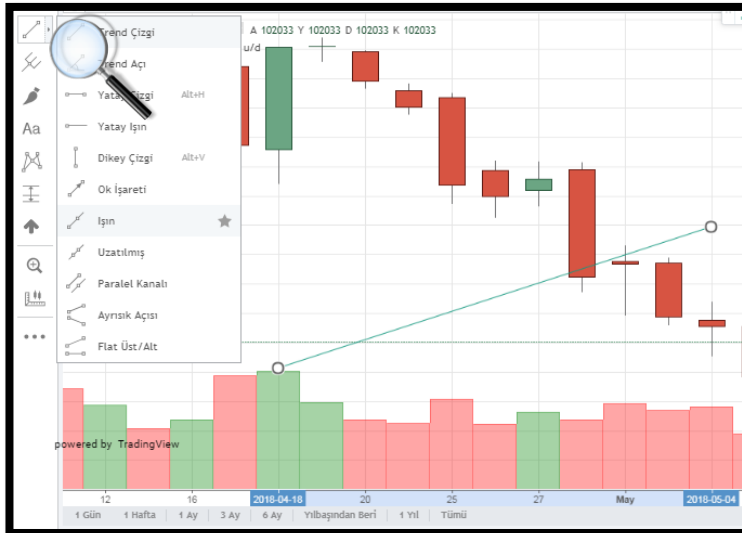 A 102033 Y 102033 D 102033 K 102033
u/d
Trend Çizgi
Trend Açı
Yatay Çizgi Alt+H
Yatay Işın
Dikey Çizgi Alt+V
Ok İşareti
Işın
Uzatılmış
Paralel Kanalı
Ayrısık Açısı
Flat Üst/Alt
Aa
powered by TradingView
12 16 2018-04-18 20 25 27 May 2018-05-04
1 Gün 1 Hafta 1 Ay 3 Ay 6 Ay Yılbaşından Beri 1 Yıl Tümü